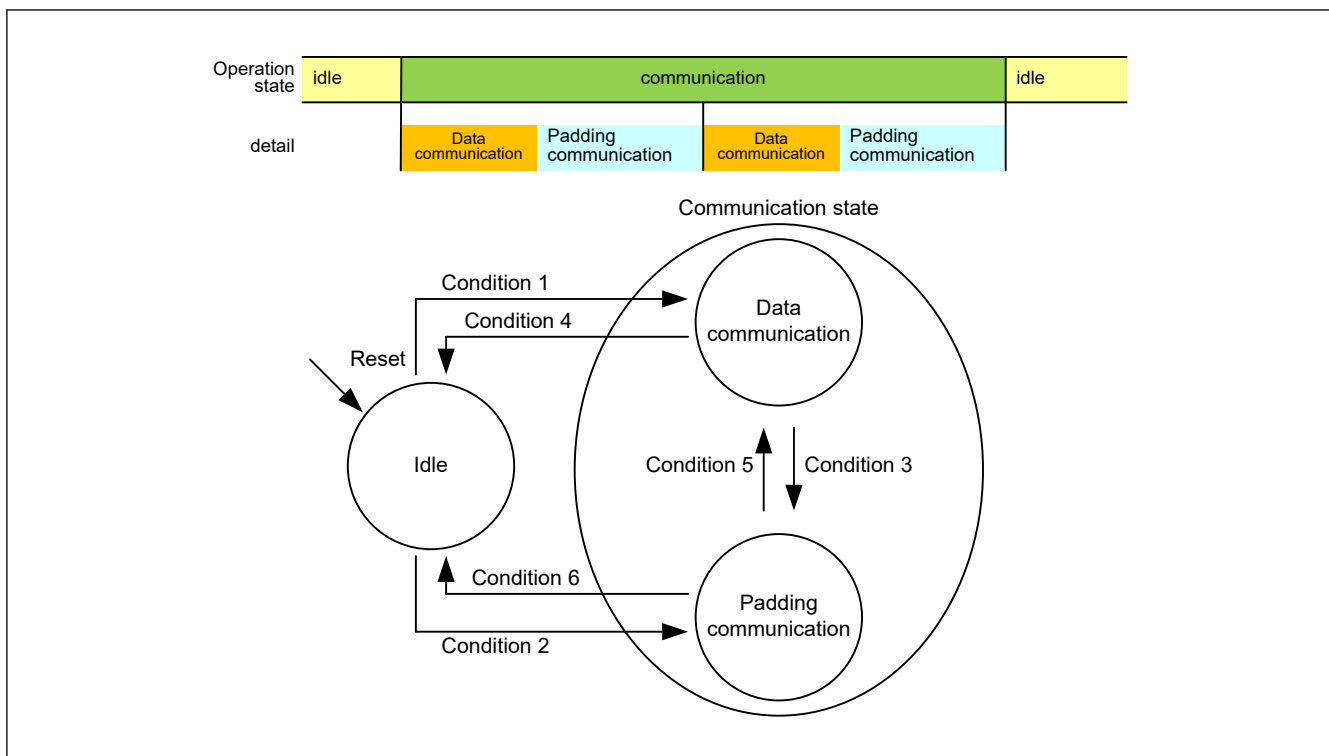 Operation
state
idle
communication
idle
detail
Data
communication
Padding
communication
Data
communication
Padding
communication
Communication state
Condition 1
Data
communication
Condition 4
Reset
Idle
Condition 5
Condition 3
Condition 6
Padding
communication
Condition 2